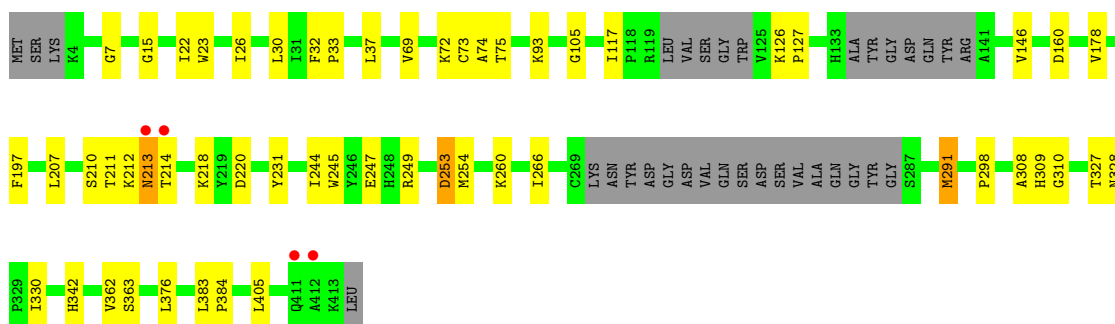 MET SER LYS K4 G7 G15 I22 W23 I26 L30 I31 F32 P33 L37 V69 K72 C73 A74 T75 K93 G105 I117 P118 R119 LEU VAL SER GLY TRP V125 K126 P127 H133 ALA TYR GLY ASP GLN TYR ARG A141 V146 D160 V178
F197 L207 S210 T211 K212 N213 T214 K218 Y219 D220 Y231 I244 W245 Y246 E247 H248 R249 D253 M254 K260 I266 C269 LYS ASN TYR ASP GLY ASP VAL GLN SER ASP SER VAL ALA GLN GLY TYR GLY S287 M291 P298 A308 H309 G310 T327 N328
P329 I330 H342 V362 S363 L376 L383 P384 L405 Q411 A412 K413 LEU